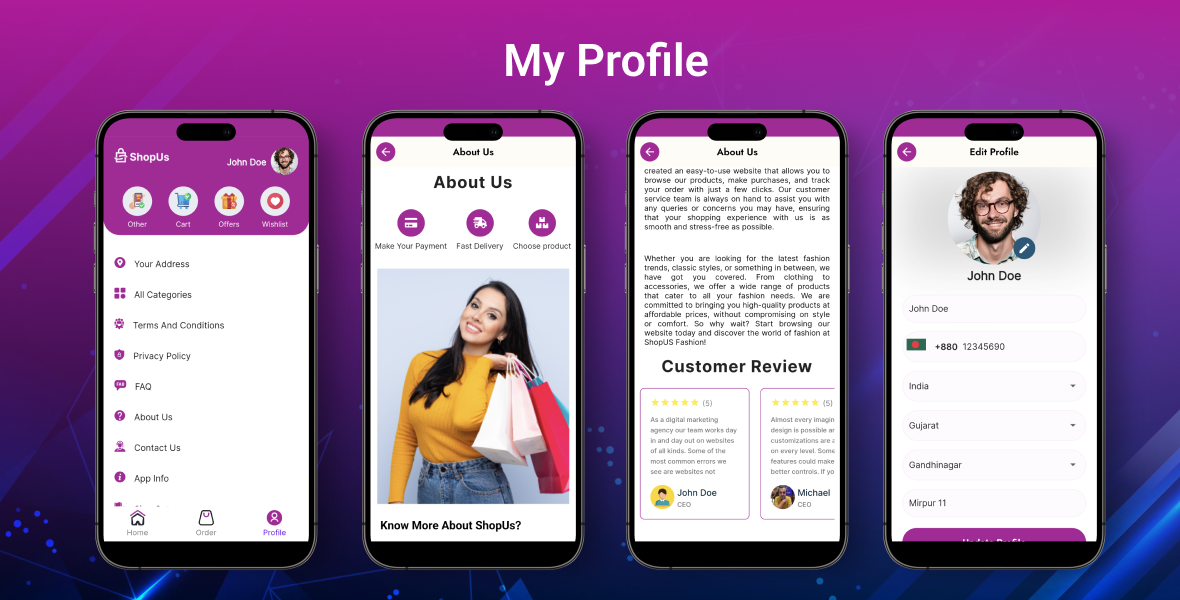 My Profile
ShopUs
John Doe
Other
Cart
Offers
Wishlist
Your Address
All Categories
Terms And Conditions
Privacy Policy
FAQ
About Us
Contact Us
App Info
Home
Order
Profile
About Us
About Us
Make Your Payment
Fast Delivery
Choose product
Know More About ShopUs?
About Us
created an easy-to-use website that allows you to
browse our products, make purchases, and track
your order with just a few clicks. Our customer
service team is always on hand to assist you with
any queries or concerns you may have, ensuring
that your shopping experience with us is as
smooth and stress-free as possible.
Whether you are looking for the latest fashion
trends, classic styles, or something in between, we
have got you covered. From clothing to
accessories, we offer a wide range of products
that cater to all your fashion needs. We are
committed to bringing you high-quality products at
affordable prices, without compromising on style
or comfort. So why wait? Start browsing our
website today and discover the world of fashion at
ShopUS Fashion!
Customer Review
(5)
As a digital marketing
agency our team works day
in and day out on websites
of all kinds. Some of the
most common errors we
see are websites not
John Doe
CEO
(5)
Almost every imagin
design is possible ar
customizations are a
on every level. Some
features could make
better controls. If yo
Michael
CEO
Edit Profile
John Doe
John Doe
+880 12345690
India
Gujarat
Gandhinagar
Mirpur 11
Update Profile